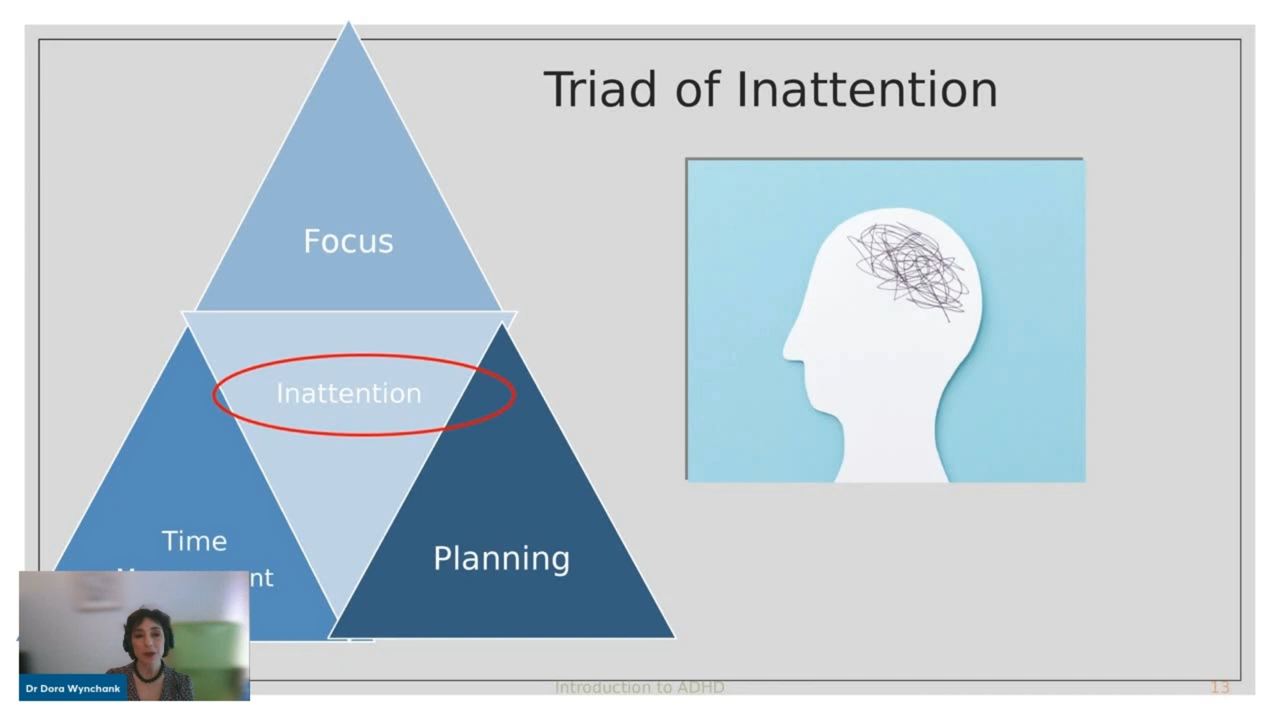 Triad of Inattention
Focus
Inattention
Time
Planning
Dr Dora Wynchank
Introduction to ADHD
13